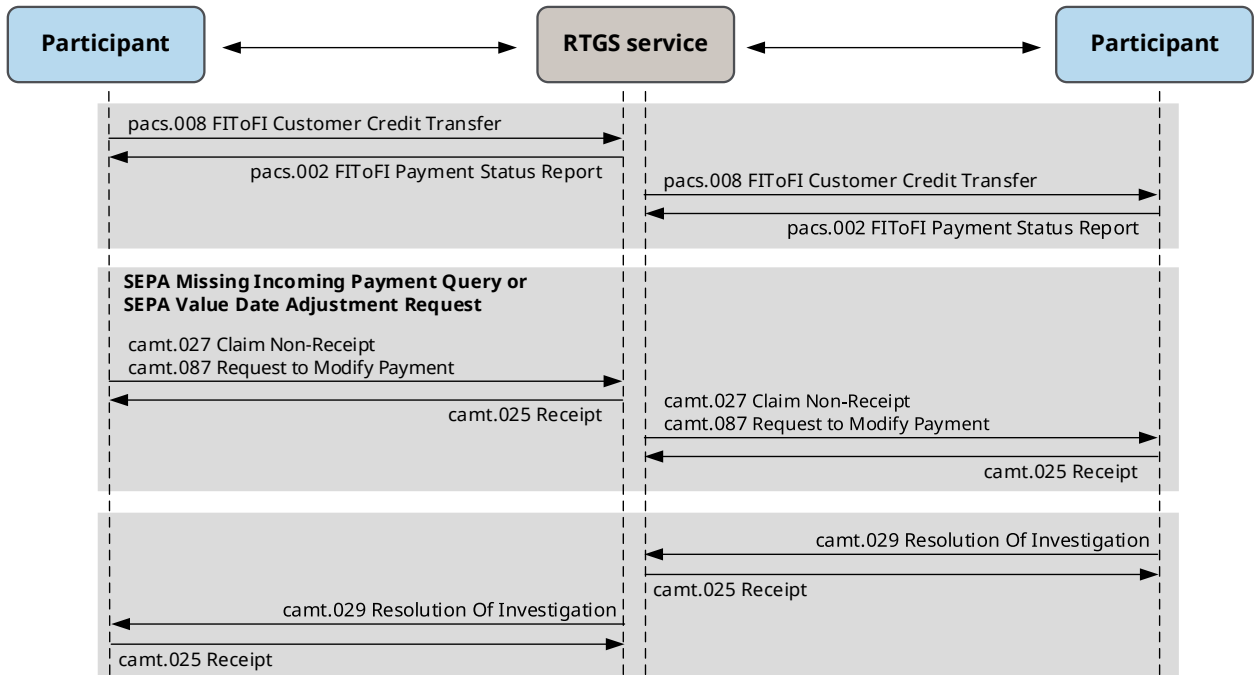 Participant
RTGS service
Participant
pacs.008 FIToFI Customer Credit Transfer
pacs.002 FIToFI Payment Status Report
pacs.008 FIToFI Customer Credit Transfer
pacs.002 FIToFI Payment Status Report
SEPA Missing Incoming Payment Query or
SEPA Value Date Adjustment Request
camt.027 Claim Non-Receipt
camt.087 Request to Modify Payment
camt.025 Receipt
camt.027 Claim Non-Receipt
camt.087 Request to Modify Payment
camt.025 Receipt
camt.029 Resolution Of Investigation
camt.025 Receipt
camt.029 Resolution Of Investigation
camt.025 Receipt